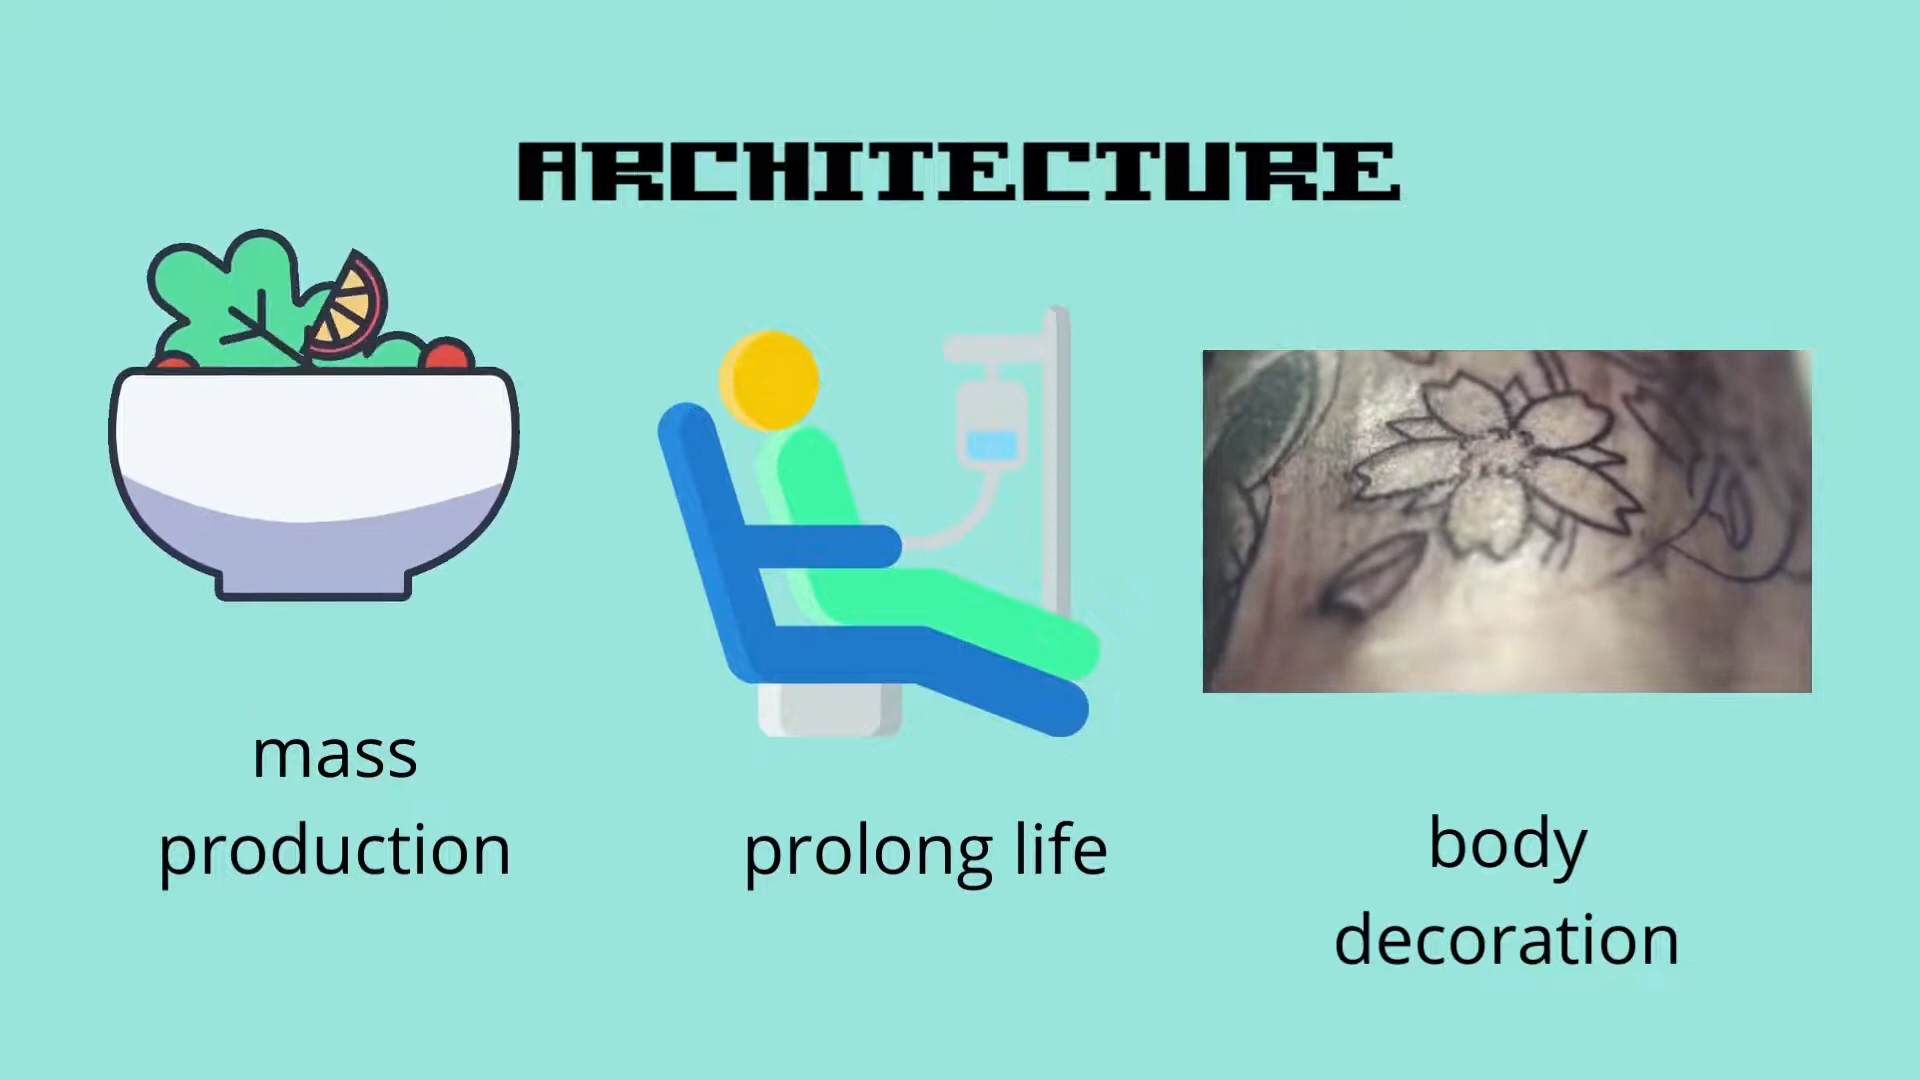 ARCHITECTURE
mass
production
prolong life
body
decoration